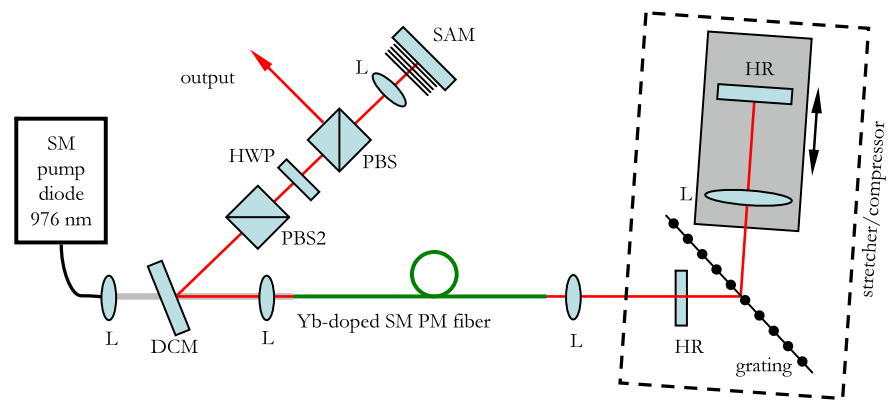 SAM
L
output
HR
SM
pump
diode
976 nm
HWP
PBS
PBS2
L
stretcher/compressor
L
DCM
L
Yb-doped SM PM fiber
L
HR
grating